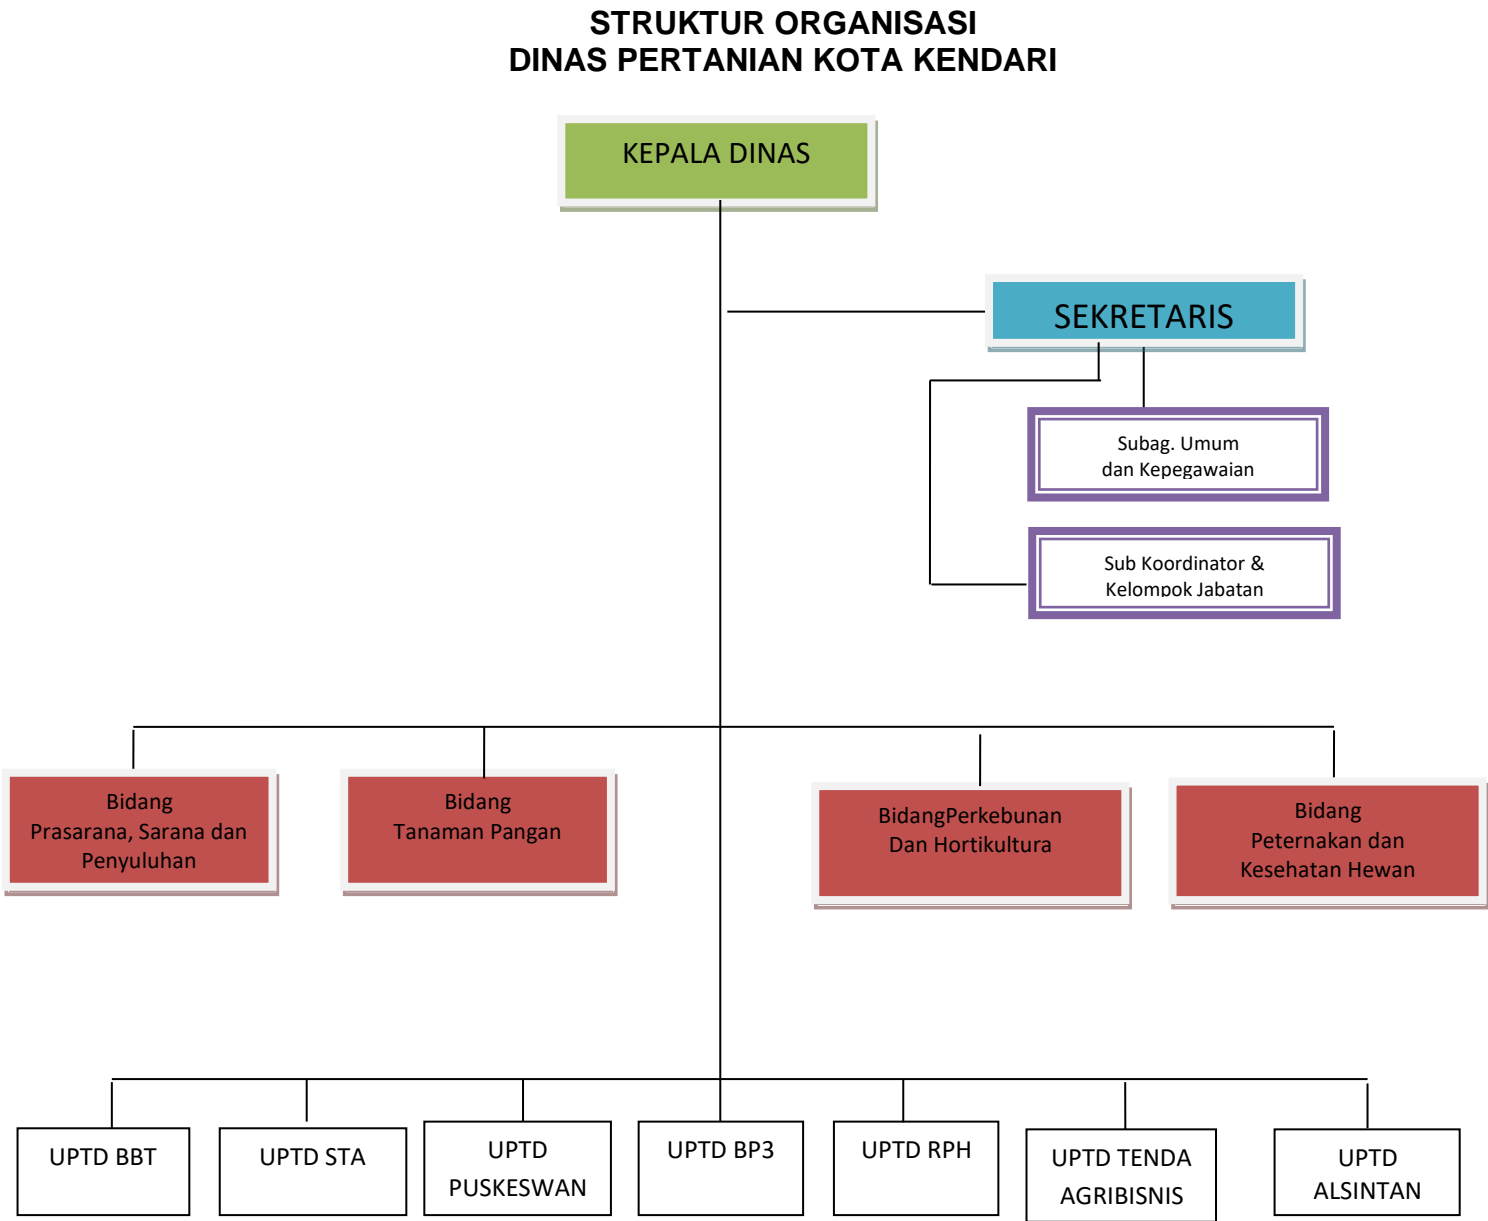 STRUKTUR ORGANISASI
DINAS PERTANIAN KOTA KENDARI
KEPALA DINAS
SEKRETARIS
Subag. Umum
dan Kepegawaian
Sub Koordinator &
Kelompok Jabatan
Bidang
Prasarana, Sarana dan
Penyuluhan
Bidang
Tanaman Pangan
BidangPerkebunan
Dan Hortikultura
Bidang
Peternakan dan
Kesehatan Hewan
UPTD BBT
UPTD STA
UPTD
PUSKESWAN
UPTD BP3
UPTD RPH
UPTD TENDA
AGRIBISNIS
UPTD
ALSINTAN